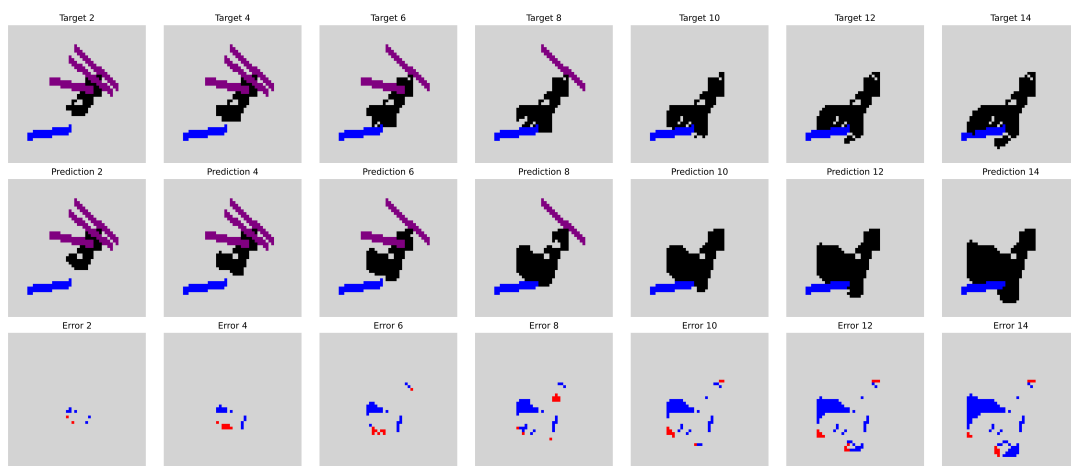 Target 2 Target 4 Target 6 Target 8 Target 10 Target 12 Target 14
Prediction 2 Prediction 4 Prediction 6 Prediction 8 Prediction 10 Prediction 12 Prediction 14
Error 2 Error 4 Error 6 Error 8 Error 10 Error 12 Error 14